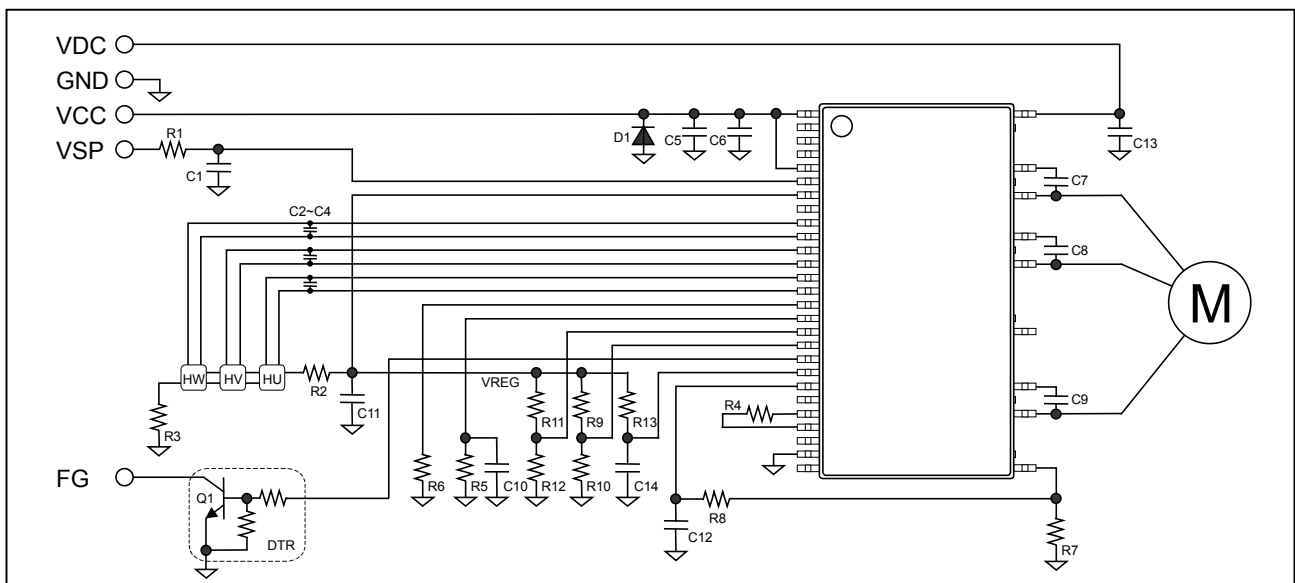 VDC
GND
VCC
VSP
R1
C1
D1
C5
C6
C13
C7
C2~C4
C8
M
HW
HV
HU
R2
VREG
C11
R11
R9
R13
R4
C9
R3
R6
R5
C10
R12
R10
C14
FG
Q1
DTR
C12
R8
R7